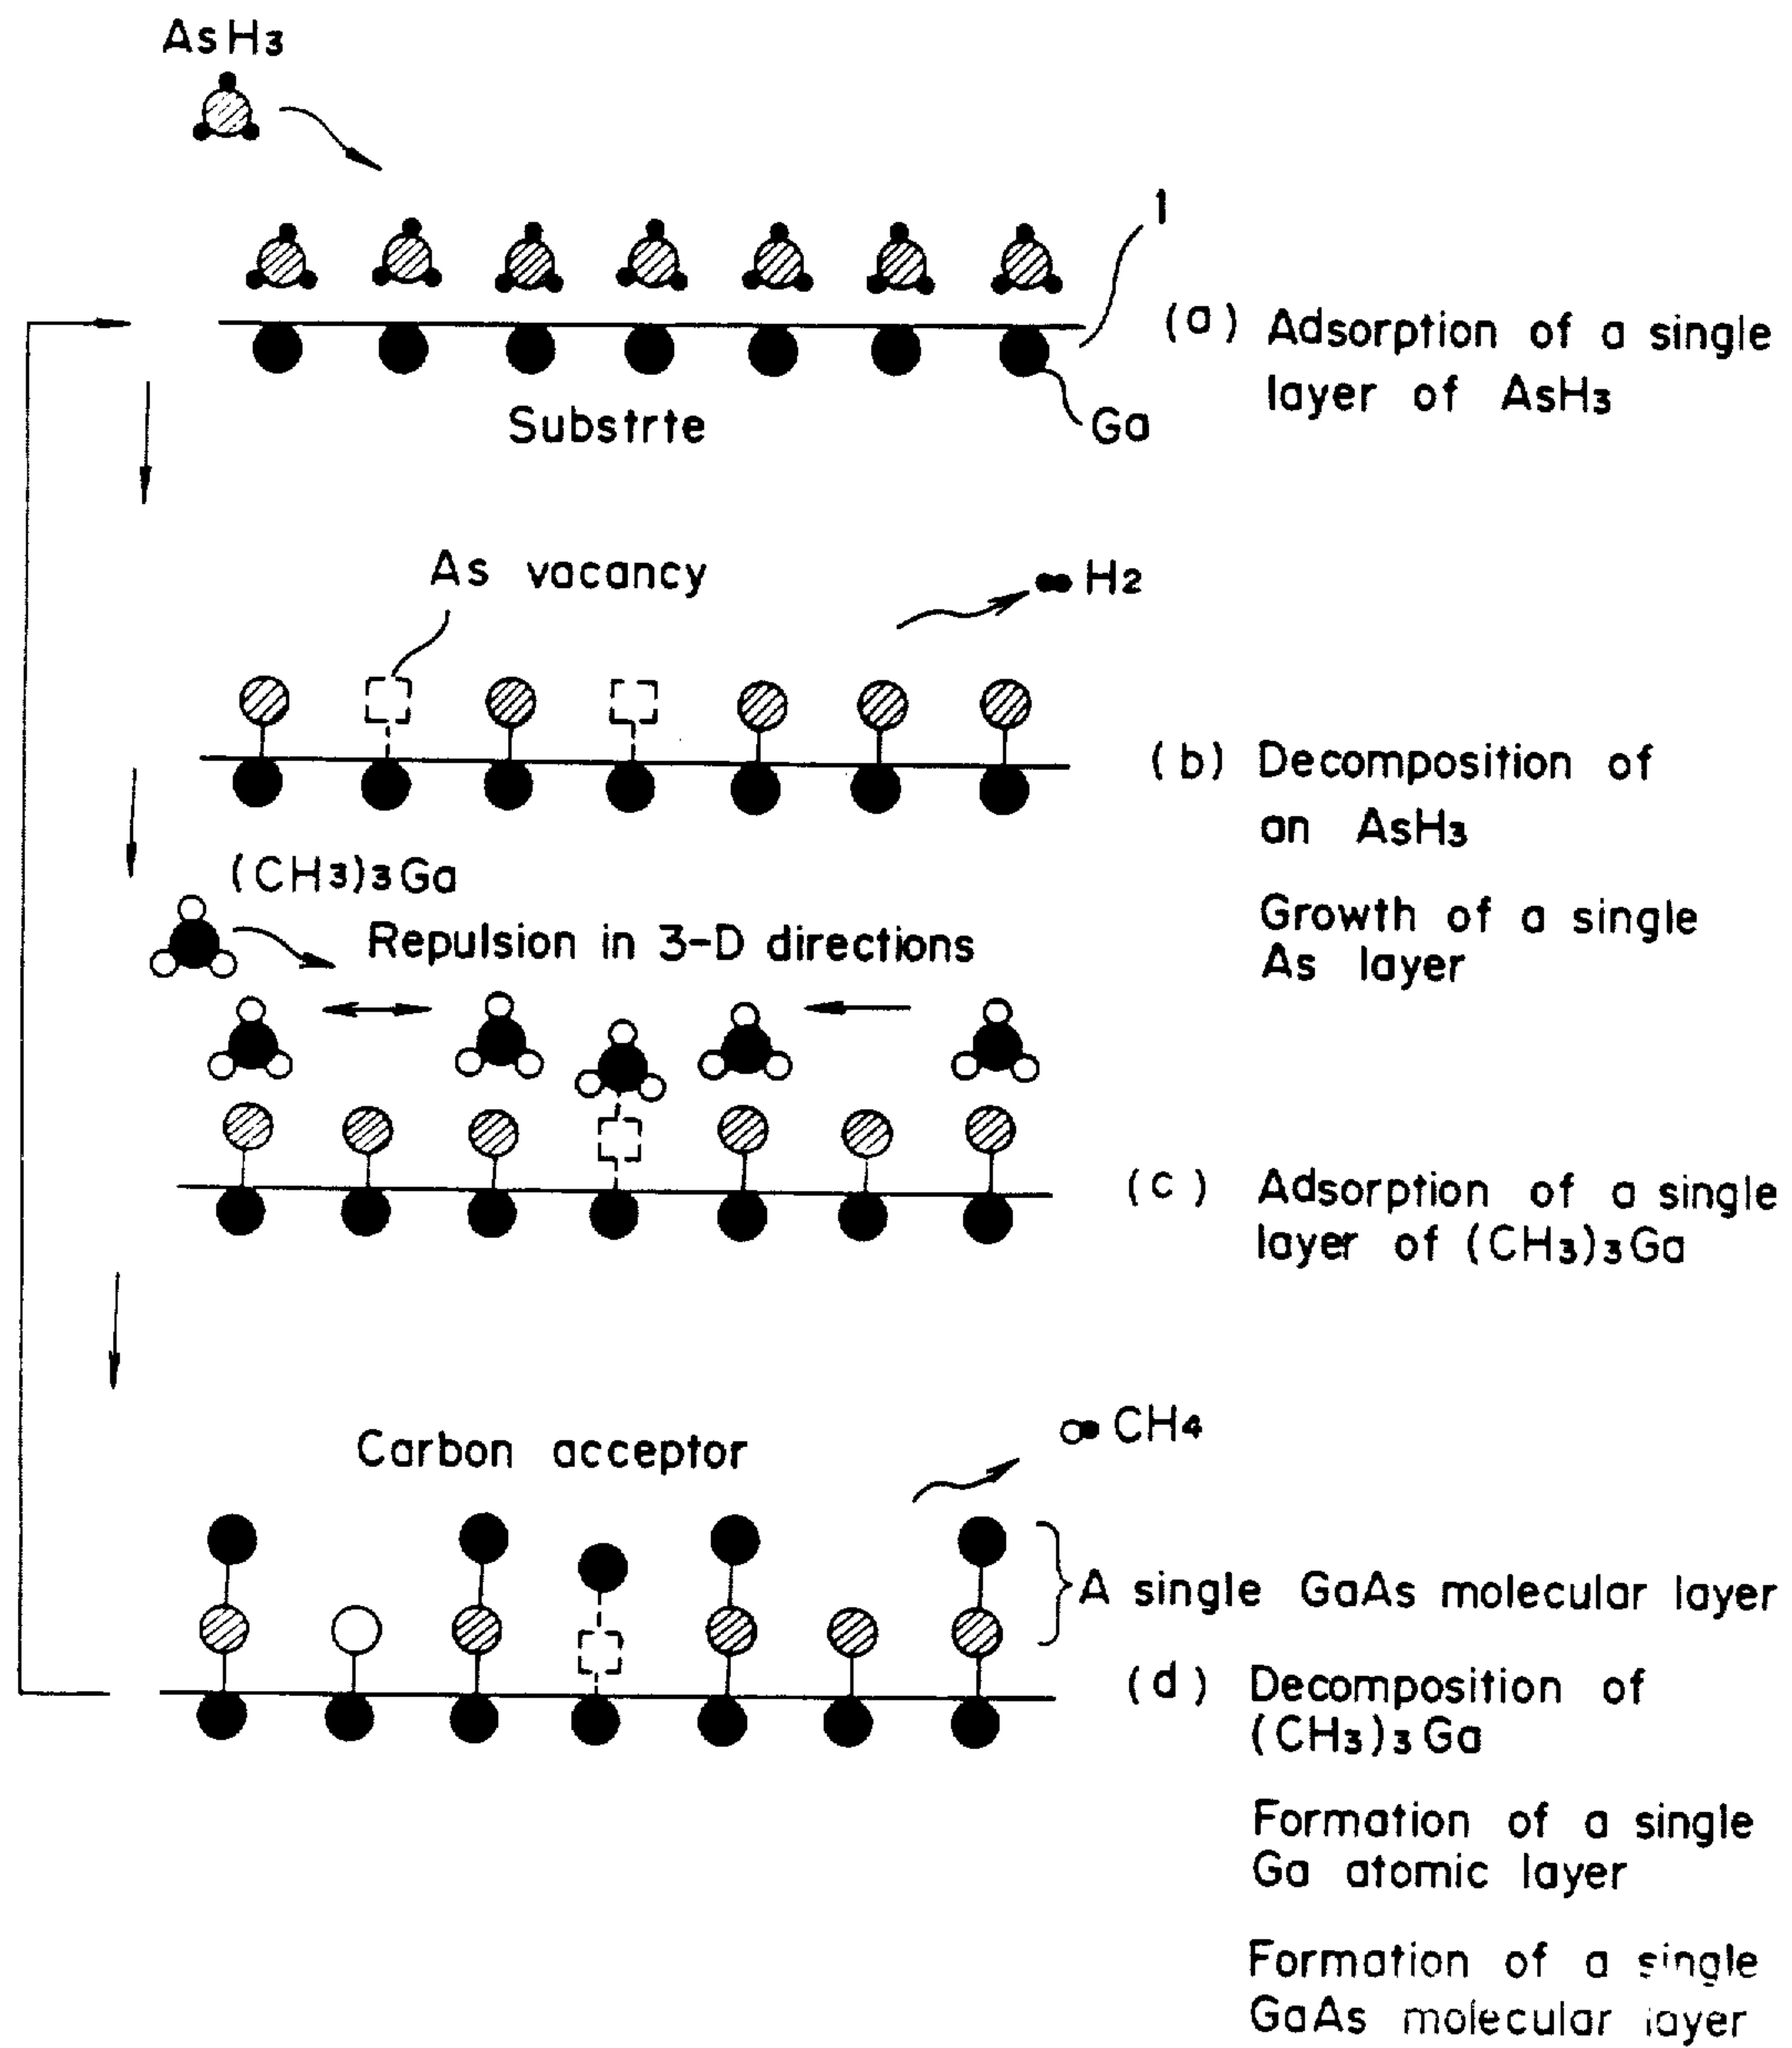 AsH3
1
(a) Adsorption of a single
layer of AsH3
Ga
Substrte
As vacancy
H2
(b) Decomposition of
an AsH3
Growth of a single
As layer
(CH3)3Ga
Repulsion in 3-D directions
(c) Adsorption of a single
layer of (CH3)3Ga
CH4
Carbon acceptor
A single GaAs molecular layer
(d) Decomposition of
(CH3)3Ga
Formation of a single
Ga atomic layer
Formation of a single
GaAs molecular layer